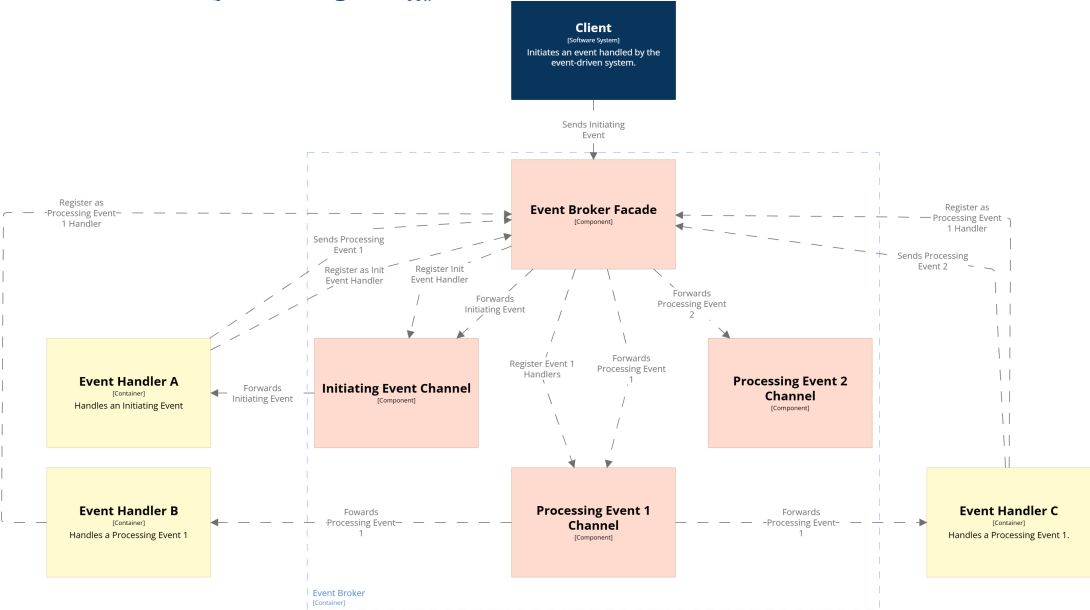 Client
[Software System]
Initiates an event handled by the
event-driven system.
Sends Initiating
Event
Event Broker Facade
[Component]
Register as
Processing Event
1 Handler
Sends Processing
Event 1
Register as Init
Event Handler
Register Init
Event Handler
Forwards
Initiating Event
Forwards
Processing Event
2
Register as
Processing Event
1 Handler
Sends Processing
Event 2
Event Handler A
[Container]
Handles an Initiating Event
Forwards
Initiating Event
Initiating Event Channel
[Component]
Register Event 1
Handlers
Forwards
Processing Event
1
Processing Event 2
Channel
[Component]
Event Handler B
[Container]
Handles a Processing Event 1
Fowards
Processing Event
1
Processing Event 1
Channel
[Component]
Forwards
Processing Event
1
Event Handler C
[Container]
Handles a Processing Event 1.
Event Broker
[Container]